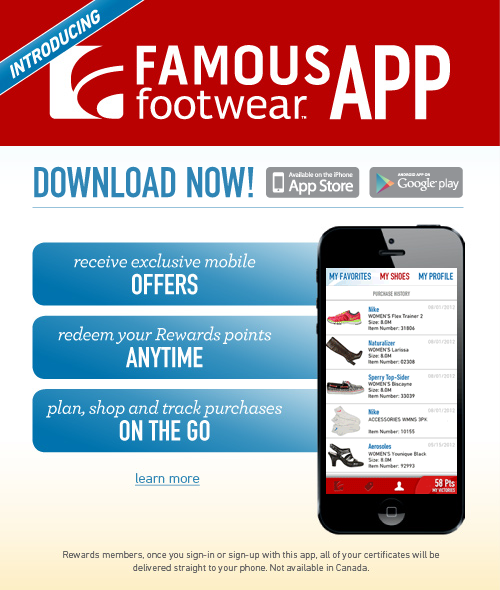 INTRODUCING
FAMOUS
footwear™
APP
DOWNLOAD NOW!
Available on the iPhone
App Store
ANDROID APP ON
Google play
receive exclusive mobile
OFFERS
redeem your Rewards points
ANYTIME
plan, shop and track purchases
ON THE GO
learn more
MY FAVORITES MY SHOES MY PROFILE
PURCHASE HISTORY
Nike
WOMEN'S Flex Trainer 2
Size: 8.0M
Item Number: 31806
Naturalizer
WOMEN'S Larissa
Size: 8.0M
Item Number: 02308
Sperry Top-Sider
WOMEN'S Biscayne
Size: 8.0M
Item Number: 33039
Nike
ACCESSORIES WMNS 3PK
Item Number: 10155
Aerosoles
WOMEN'S Yoonique Black
Size: 8.0M
Item Number: 92993
58 Pts
MY VICTORIES
Rewards members, once you sign-in or sign-up with this app, all of your certificates will be
delivered straight to your phone. Not available in Canada.